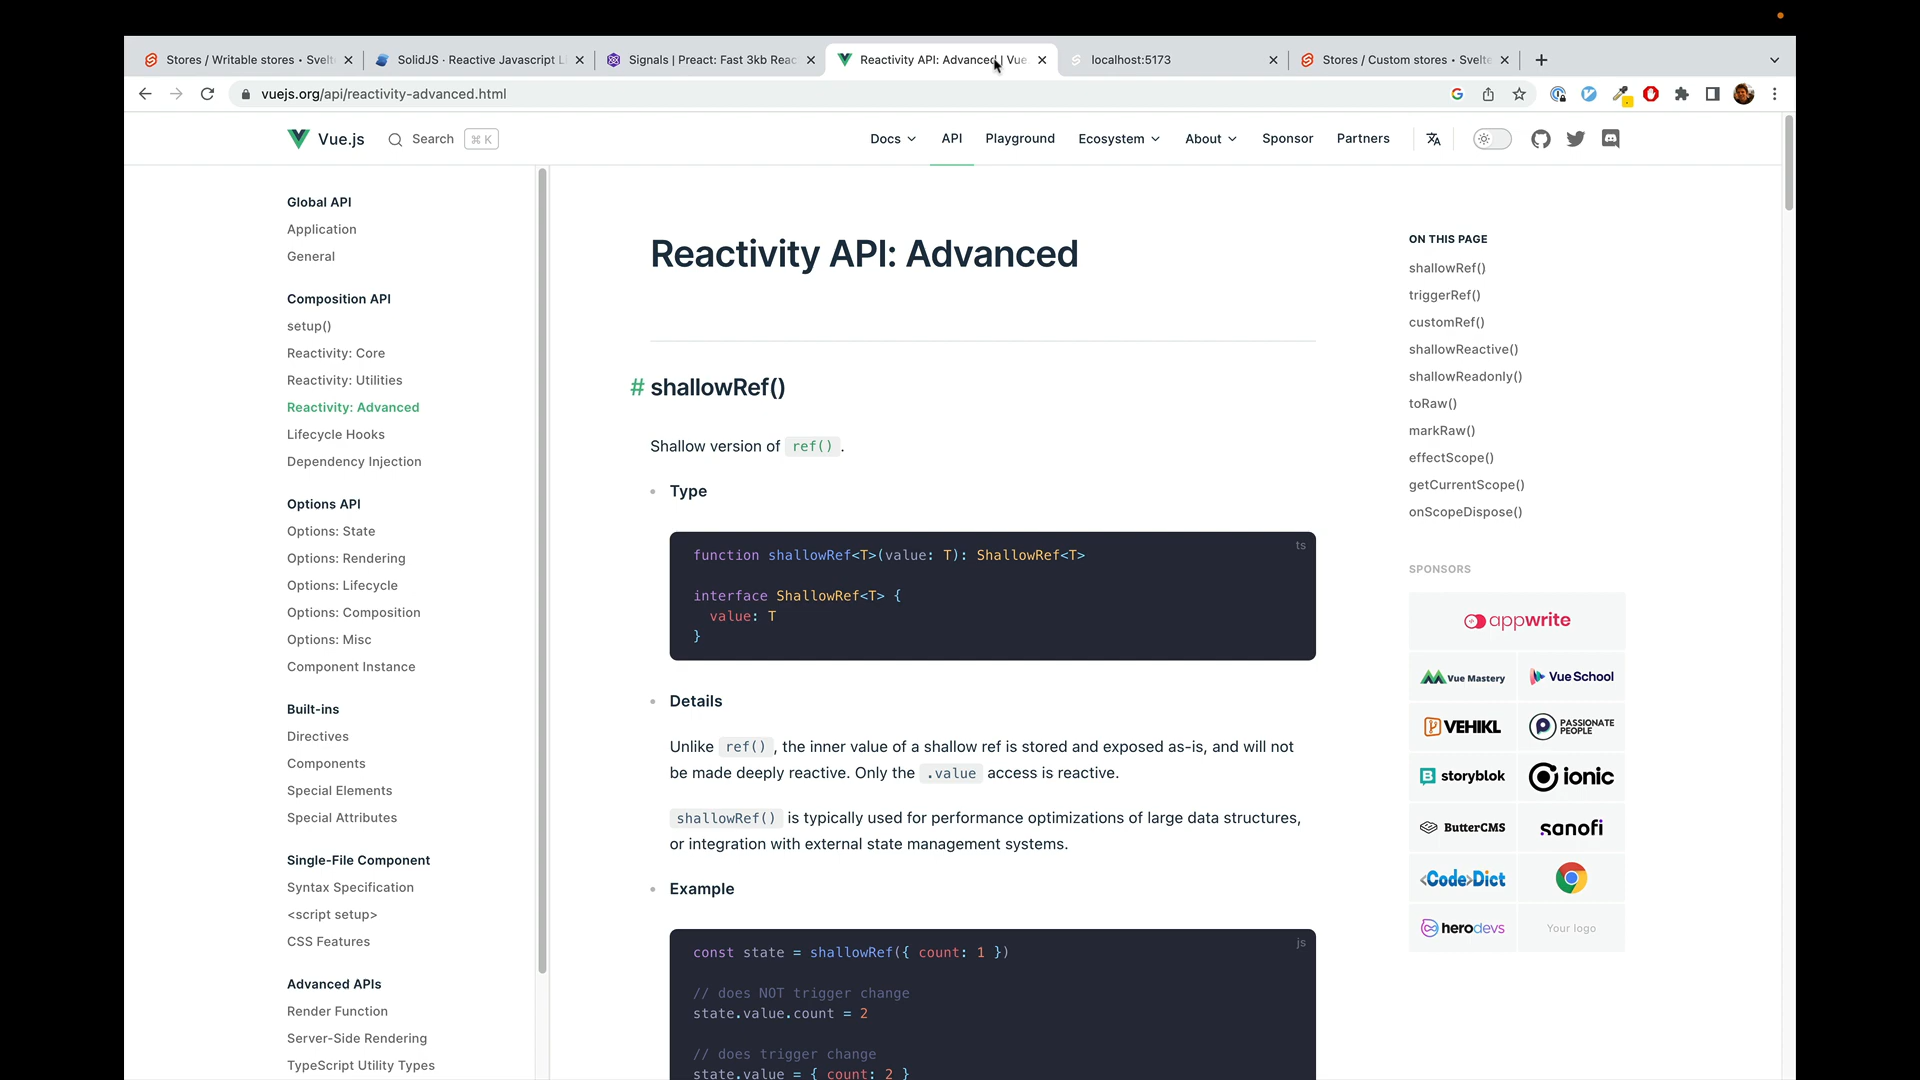 Stores / Writable stores • Svelt
SolidJS · Reactive Javascript L
Signals | Preact: Fast 3kb Reac
Reactivity API: Advanced | Vue
localhost:5173
Stores / Custom stores • Svelte
vuejs.org/api/reactivity-advanced.html
Vue.js
Search
⌘ K
Docs
API
Playground
Ecosystem
About
Sponsor
Partners
Global API
Application
General
Composition API
setup()
Reactivity: Core
Reactivity: Utilities
Reactivity: Advanced
Lifecycle Hooks
Dependency Injection
Options API
Options: State
Options: Rendering
Options: Lifecycle
Options: Composition
Options: Misc
Component Instance
Built-ins
Directives
Components
Special Elements
Special Attributes
Single-File Component
Syntax Specification
<script setup>
CSS Features
Advanced APIs
Render Function
Server-Side Rendering
TypeScript Utility Types
Reactivity API: Advanced
# shallowRef()
Shallow version of ref() .
• Type
ts
function shallowRef<T>(value: T): ShallowRef<T>
interface ShallowRef<T> {
value: T
}
• Details
Unlike ref() , the inner value of a shallow ref is stored and exposed as-is, and will not
be made deeply reactive. Only the .value access is reactive.
shallowRef() is typically used for performance optimizations of large data structures,
or integration with external state management systems.
• Example
js
const state = shallowRef({ count: 1 })
// does NOT trigger change
state.value.count = 2
// does trigger change
state.value = { count: 2 }
ON THIS PAGE
shallowRef()
triggerRef()
customRef()
shallowReactive()
shallowReadonly()
toRaw()
markRaw()
effectScope()
getCurrentScope()
onScopeDispose()
SPONSORS
appwrite
Vue Mastery
Vue School
VEHIKL
PASSIONATE
PEOPLE
storyblok
ionic
ButterCMS
sanofi
<Code>Dict
herodevs
Your logo